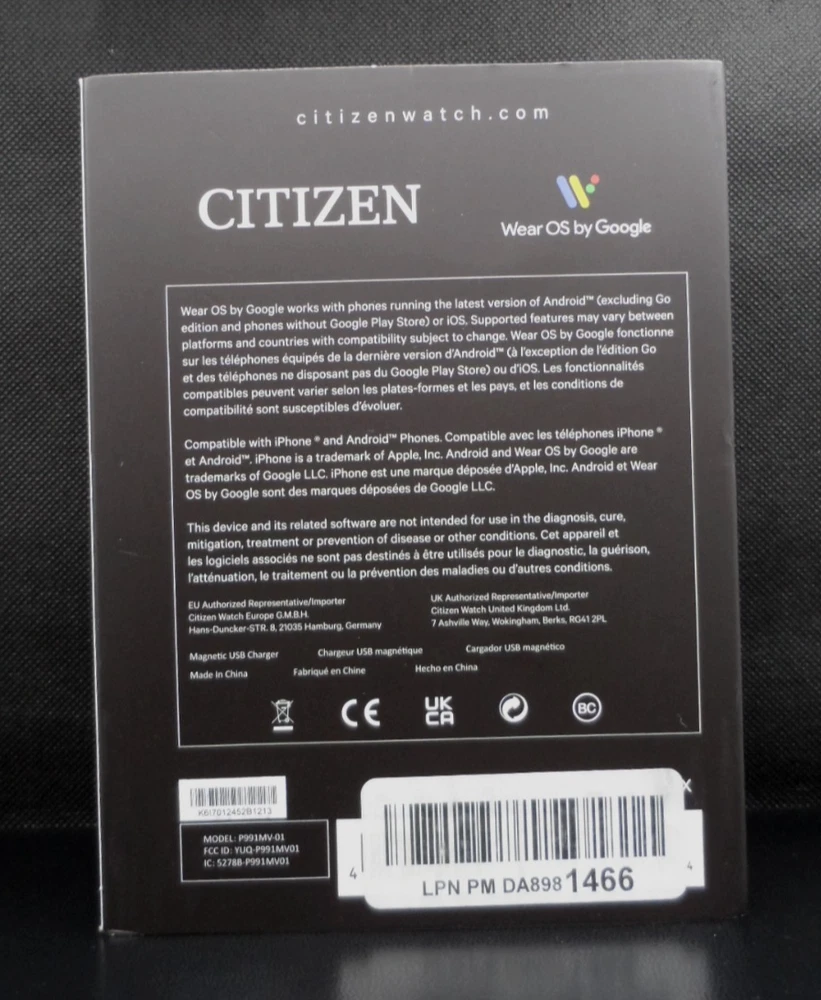 citizenwatch.com
CITIZEN
Wear OS by Google
Wear OS by Google works with phones running the latest version of Android™ (excluding Go
edition and phones without Google Play Store) or iOS. Supported features may vary between
platforms and countries with compatibility subject to change. Wear OS by Google fonctionne
sur les téléphones équipés de la dernière version d'Android™ (à l'exception de l'édition Go
et des téléphones ne disposant pas du Google Play Store) ou d'iOS. Les fonctionnalités
compatibles peuvent varier selon les plates-formes et les pays, et les conditions de
compatibilité sont susceptibles d'évoluer.
Compatible with iPhone ® and Android™ Phones. Compatible avec les téléphones iPhone ®
et Android™. iPhone is a trademark of Apple, Inc. Android and Wear OS by Google are
trademarks of Google LLC. iPhone est une marque déposée d'Apple, Inc. Android et Wear
OS by Google sont des marques déposées de Google LLC.
This device and its related software are not intended for use in the diagnosis, cure,
mitigation, treatment or prevention of disease or other conditions. Cet appareil et
les logiciels associés ne sont pas destinés à être utilisés pour le diagnostic, la guérison,
l'atténuation, le traitement ou la prévention des maladies ou d'autres conditions.
EU Authorized Representative/Importer
Citizen Watch Europe G.M.B.H.
Hans-Duncker-STR. 8, 21035 Hamburg, Germany
UK Authorized Representative/Importer
Citizen Watch United Kingdom Ltd.
7 Ashville Way, Wokingham, Berks, RG41 2PL
Magnetic USB Charger Chargeur USB magnétique Cargador USB magnético
Made In China Fabriqué en Chine Hecho en China
CE UK CA BC
K6I7012452B1213
MODEL: P991MV-01
FCC ID: YUQ-P991MV01
IC: 5278B-P991MV01
X
4 4
LPN PM DA898 1466